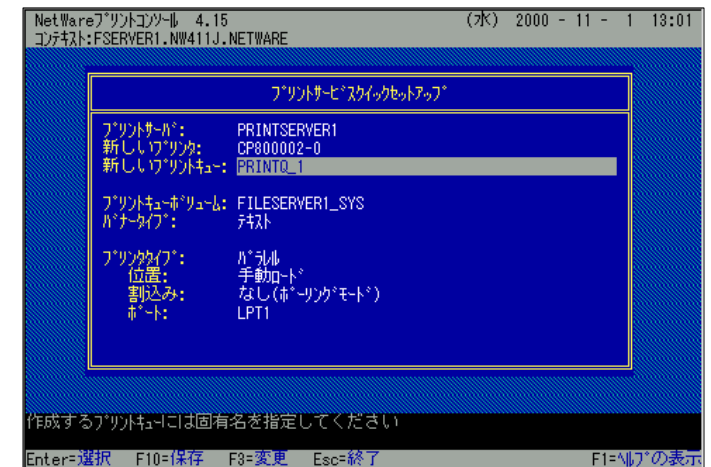 NetWareﾌﾟﾘﾝﾄｺﾝｿｰﾙ 4.15 (水) 2000 - 11 - 1 13:01
ｺﾝﾃｷｽﾄ:FSERVER1.NW411J.NETWARE
ﾌﾟﾘﾝﾄｻｰﾋﾞｽｸｲｯｸｾｯﾄｱｯﾌﾟ
ﾌﾟﾘﾝﾄｻｰﾊﾞ: PRINTSERVER1
新しいﾌﾟﾘﾝﾀ: CP800002-0
新しいﾌﾟﾘﾝﾄｷｭｰ: PRINTQ_1
ﾌﾟﾘﾝﾄｷｭｰﾎﾞﾘｭｰﾑ: FILESERVER1_SYS
ﾊﾞﾅｰﾀｲﾌﾟ: ﾃｷｽﾄ
ﾌﾟﾘﾝﾀﾀｲﾌﾟ: ﾊﾟﾗﾚﾙ
位置: 手動ﾛｰﾄﾞ
割込み: なし(ﾎﾟｰﾘﾝｸﾞﾓｰﾄﾞ)
ﾎﾟｰﾄ: LPT1
作成するﾌﾟﾘﾝﾄｷｭｰには固有名を指定してください
Enter=選択 F10=保存 F3=変更 Esc=終了 F1=ﾍﾙﾌﾟの表示